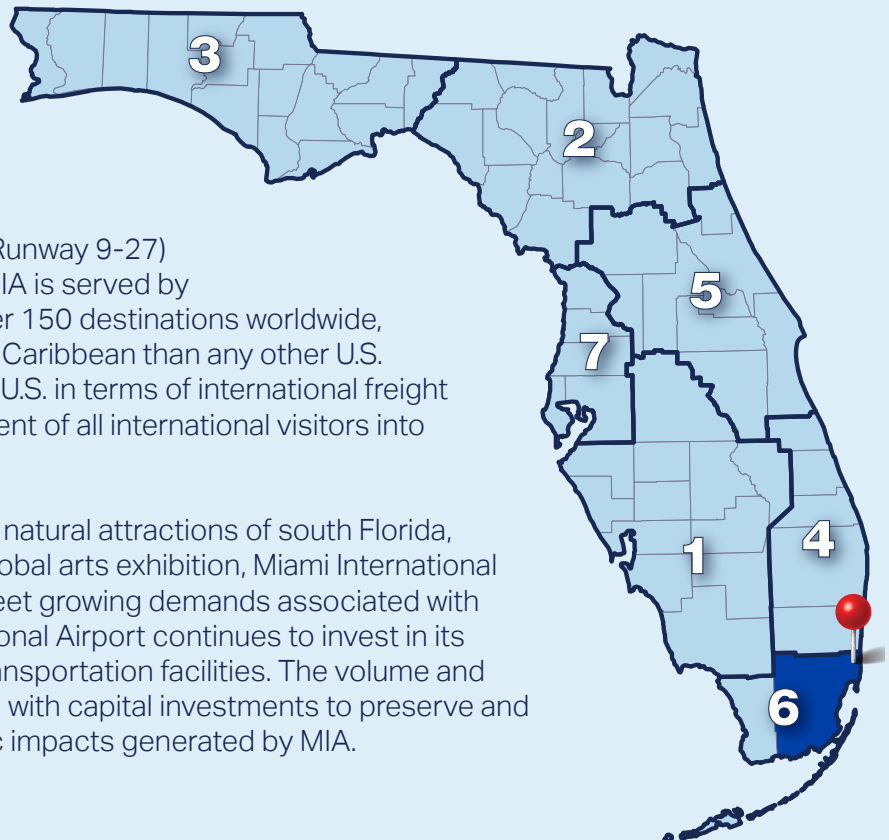 3
2
Runway 9-27)
IA is served by
5
er 150 destinations worldwide,
Caribbean than any other U.S.
7
U.S. in terms of international freight
ent of all international visitors into
natural attractions of south Florida,
obal arts exhibition, Miami International
4
1
eet growing demands associated with
onal Airport continues to invest in its
ansportation facilities. The volume and
with capital investments to preserve and
6
c impacts generated by MIA.